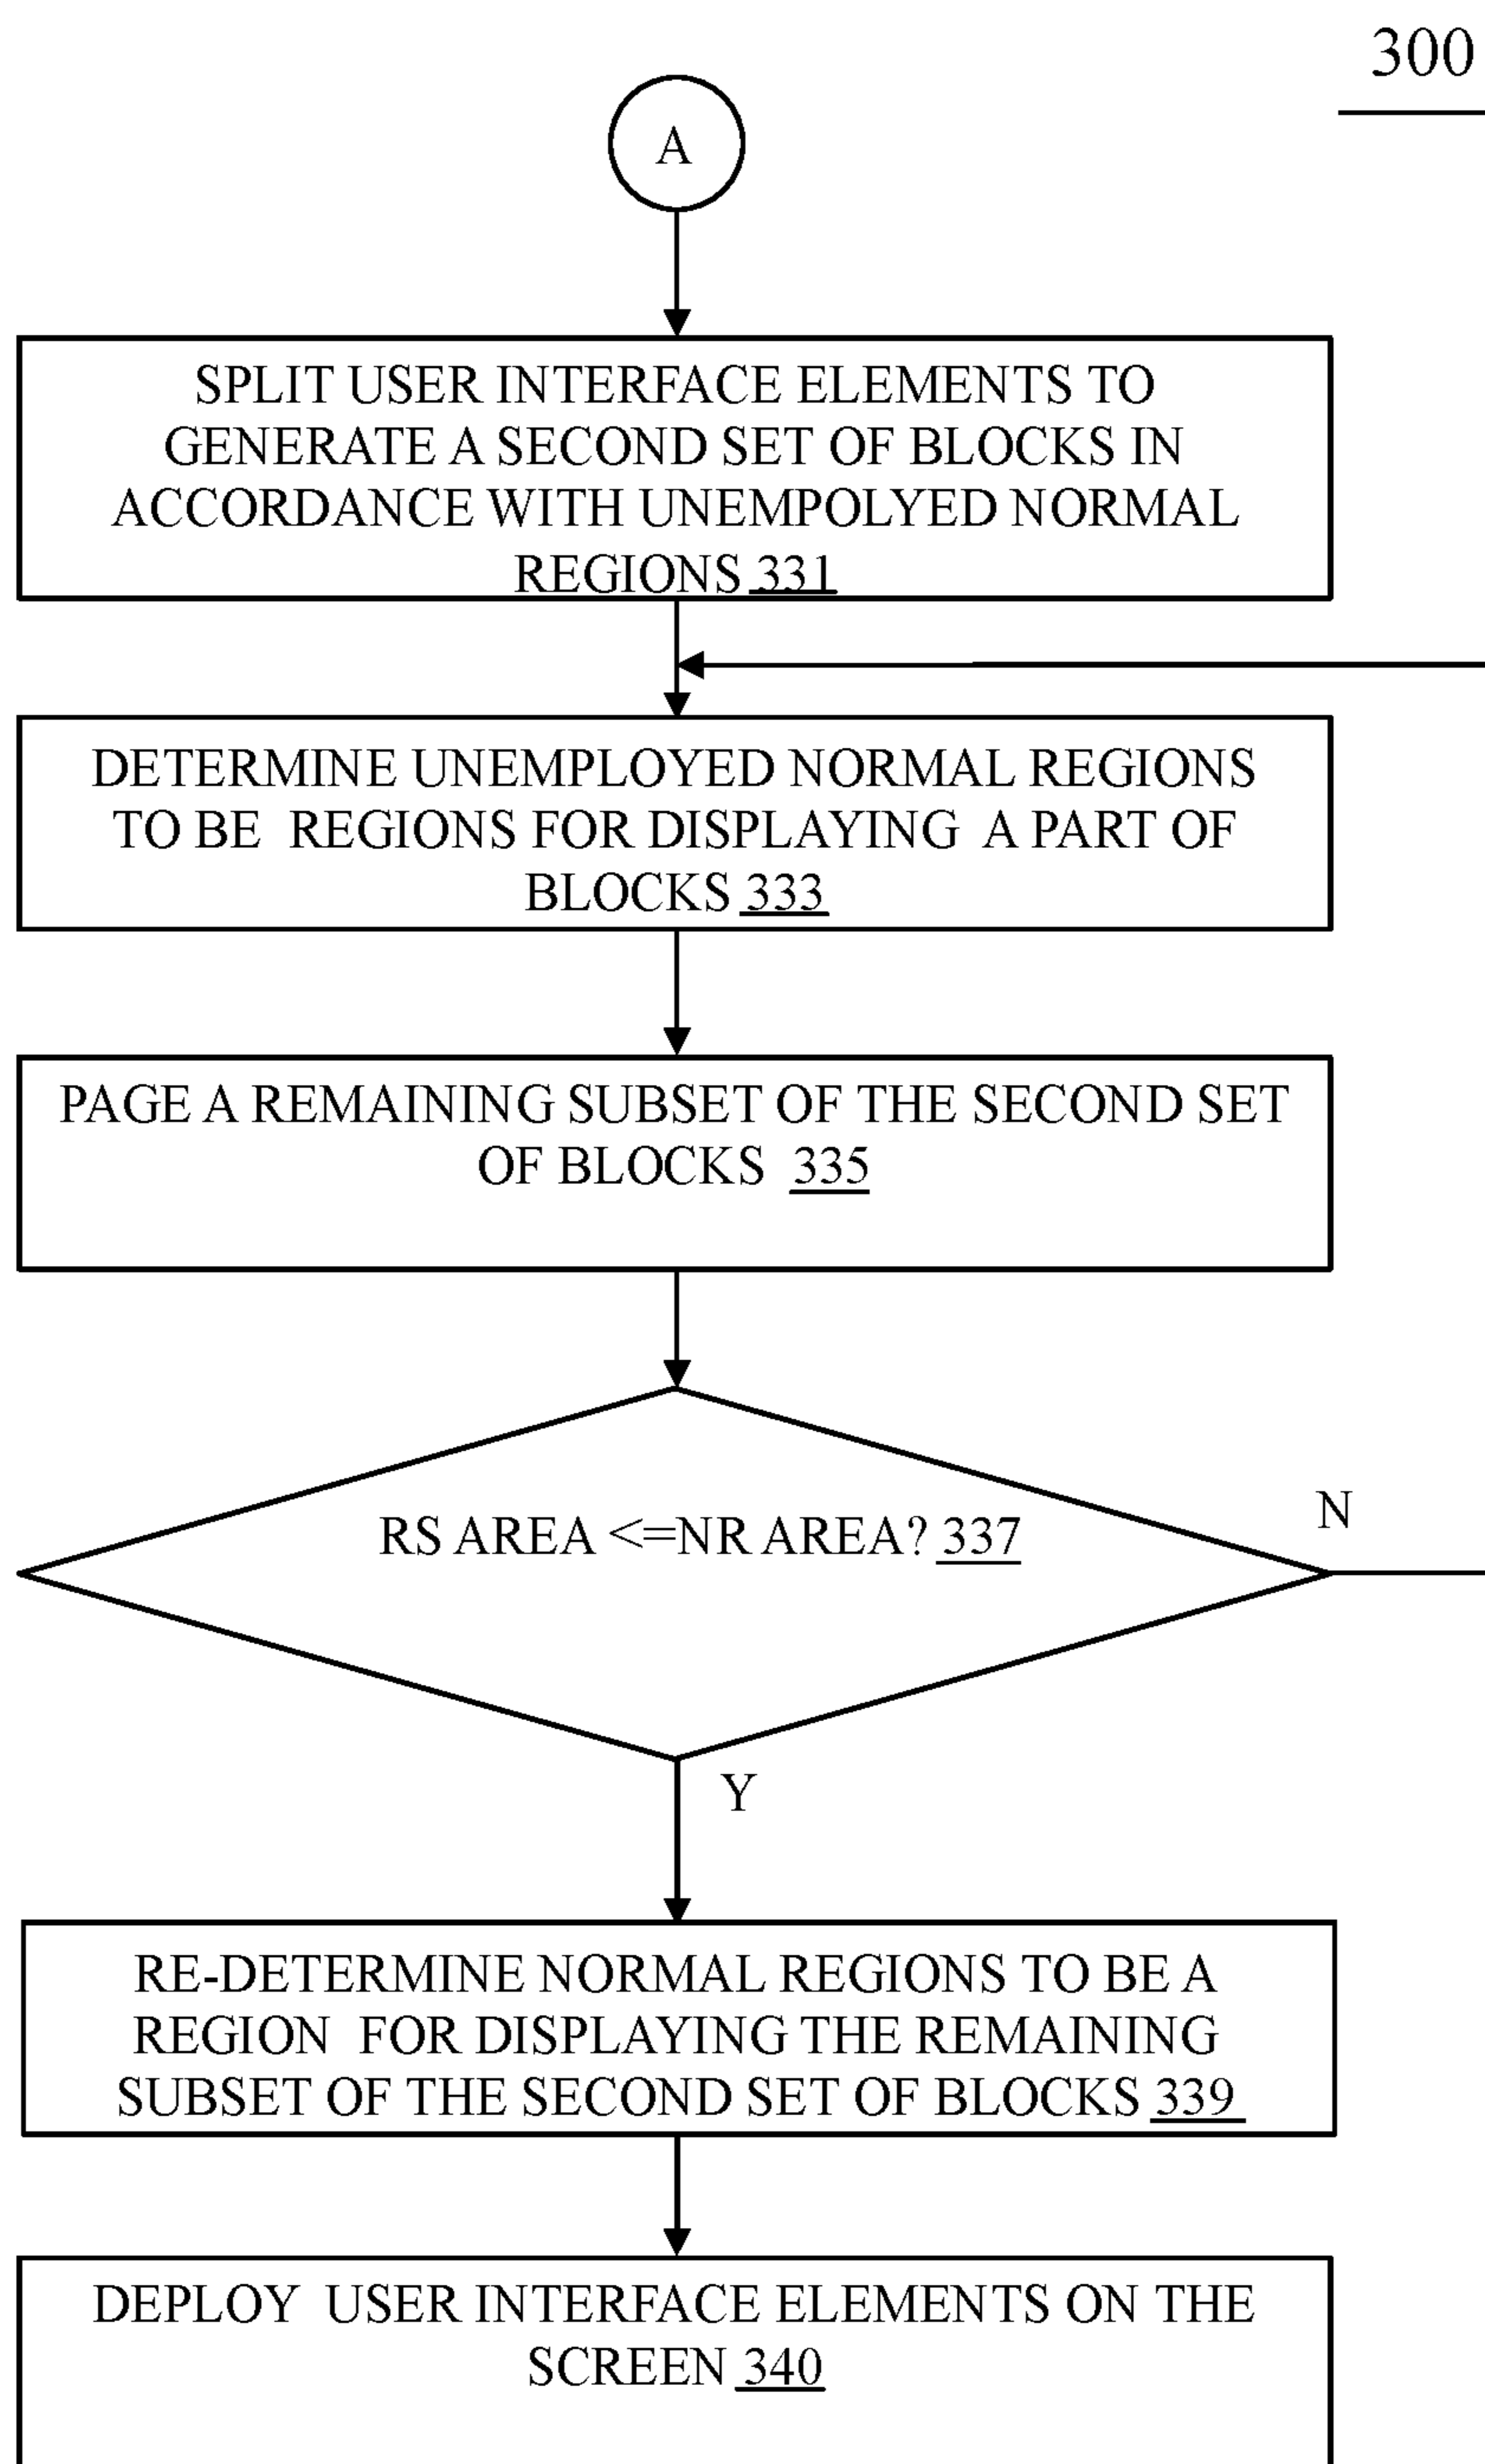 300
A
SPLIT USER INTERFACE ELEMENTS TO
GENERATE A SECOND SET OF BLOCKS IN
ACCORDANCE WITH UNEMPOLYED NORMAL
REGIONS 331
DETERMINE UNEMPLOYED NORMAL REGIONS
TO BE REGIONS FOR DISPLAYING A PART OF
BLOCKS 333
PAGE A REMAINING SUBSET OF THE SECOND SET
OF BLOCKS 335
RS AREA <=NR AREA? 337
N
Y
RE-DETERMINE NORMAL REGIONS TO BE A
REGION FOR DISPLAYING THE REMAINING
SUBSET OF THE SECOND SET OF BLOCKS 339
DEPLOY USER INTERFACE ELEMENTS ON THE
SCREEN 340